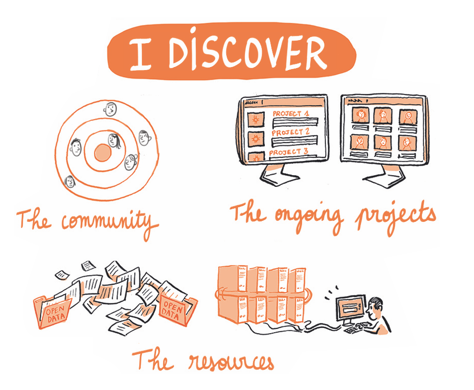 I DISCOVER
PROJECT 1
PROJECT 2
PROJECT 3
The community
The ongoing projects
OPEN
DATA
OPEN
DATA
The resources